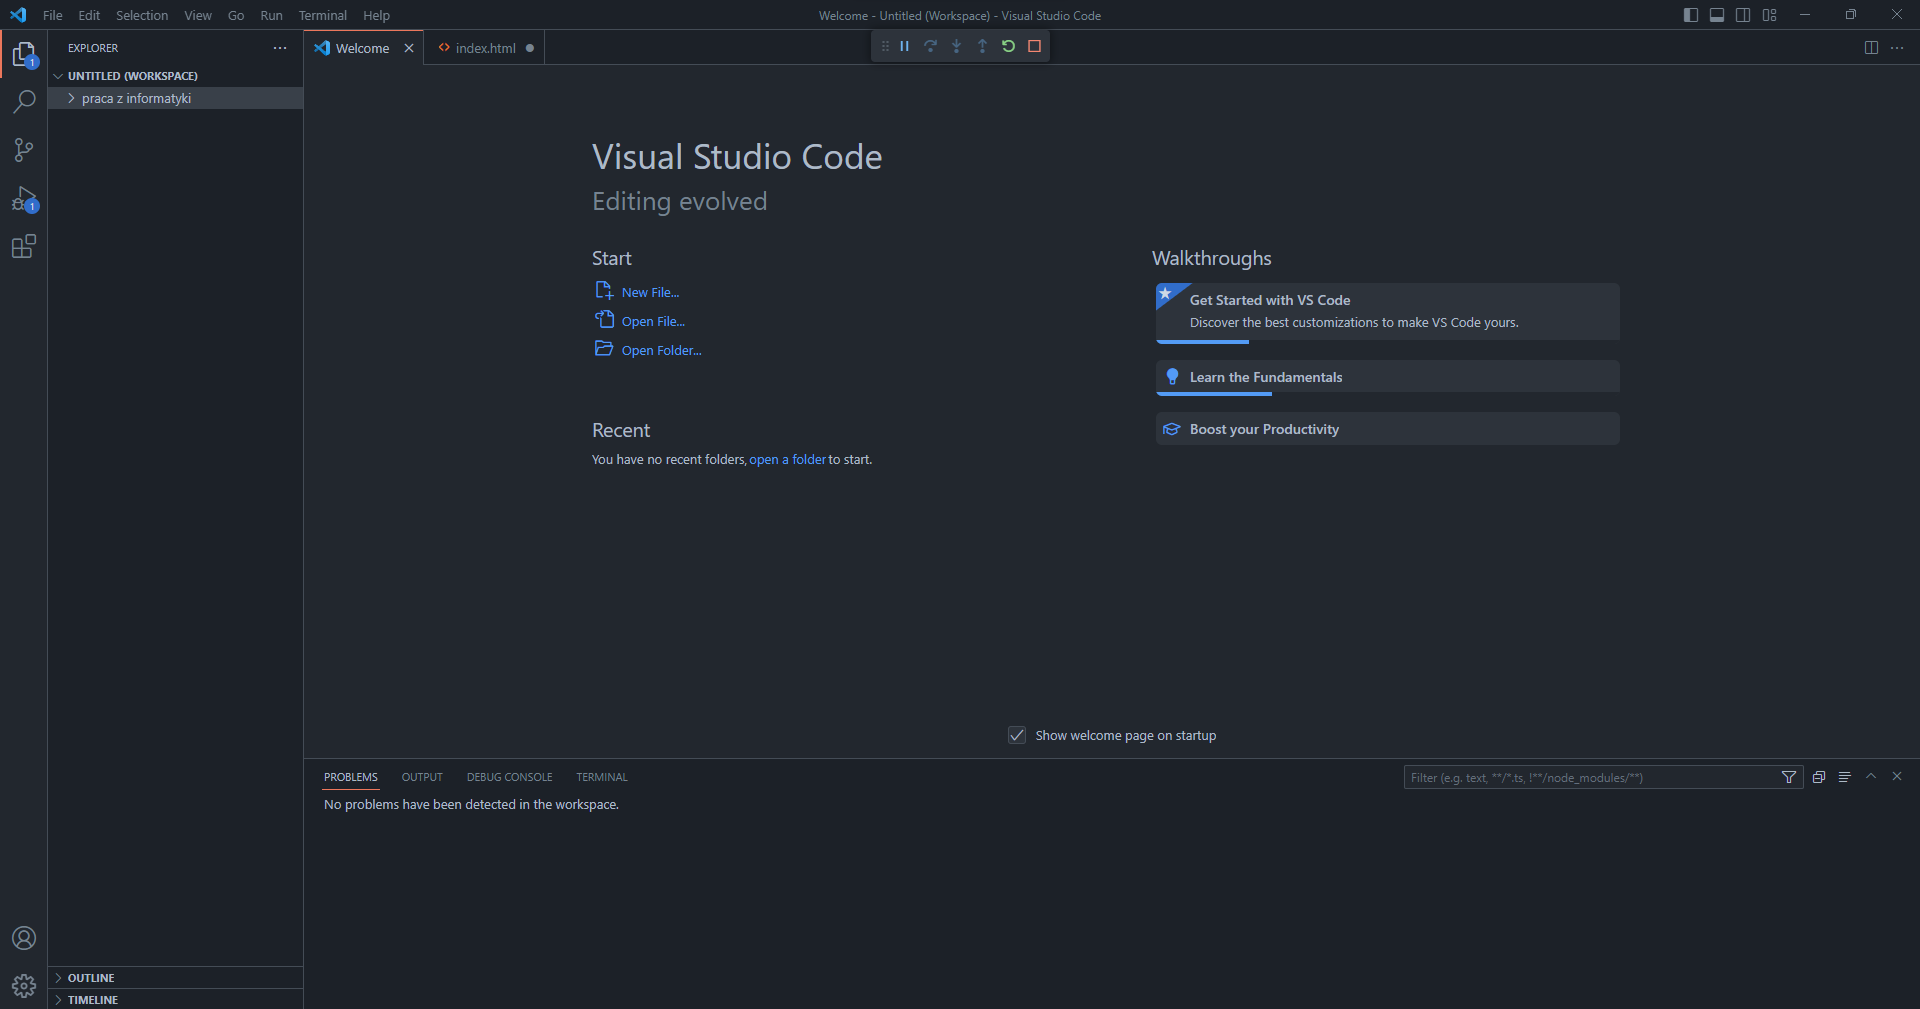 File Edit Selection View Go Run Terminal Help
Welcome - Untitled (Workspace) - Visual Studio Code
EXPLORER
Welcome
index.html
1
UNTITLED (WORKSPACE)
praca z informatyki
1
Visual Studio Code
Editing evolved
Start
New File...
Open File...
Open Folder...
Recent
You have no recent folders, open a folder to start.
Walkthroughs
Get Started with VS Code
Discover the best customizations to make VS Code yours.
Learn the Fundamentals
Boost your Productivity
Show welcome page on startup
PROBLEMS OUTPUT DEBUG CONSOLE TERMINAL
Filter (e.g. text, **/*.ts, !**/node_modules/**)
No problems have been detected in the workspace.
OUTLINE
TIMELINE